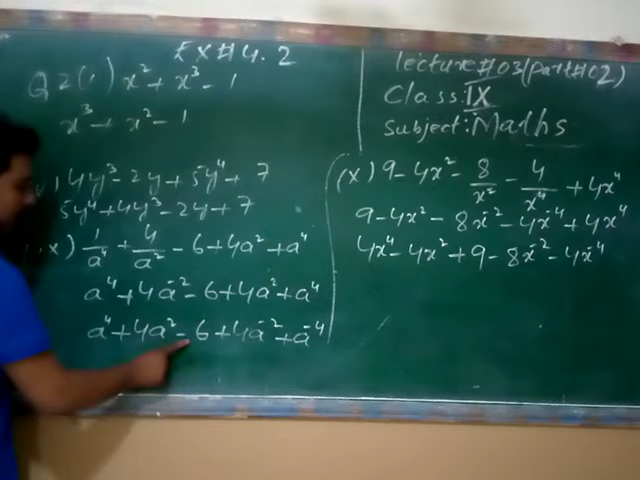 EX#4.2
Q2(i) x² + x³ - 1
x³ + x² - 1
) 4y³ - 2y + 5y⁴ + 7
5y⁴ + 4y³ - 2y + 7
x) 1/a⁴ + 4/a² - 6 + 4a² + a⁴
a⁴ + 4a⁻² - 6 + 4a² + a⁴
a⁴ + 4a² - 6 + 4a⁻² + a⁻⁴
lecture#03(part#02)
Class: IX
Subject: Maths
(X) 9 - 4x² - 8/x² - 4/x⁴ + 4x⁴
9 - 4x² - 8x⁻² - 4x⁻⁴ + 4x⁴
4x⁴ - 4x² + 9 - 8x⁻² - 4x⁻⁴